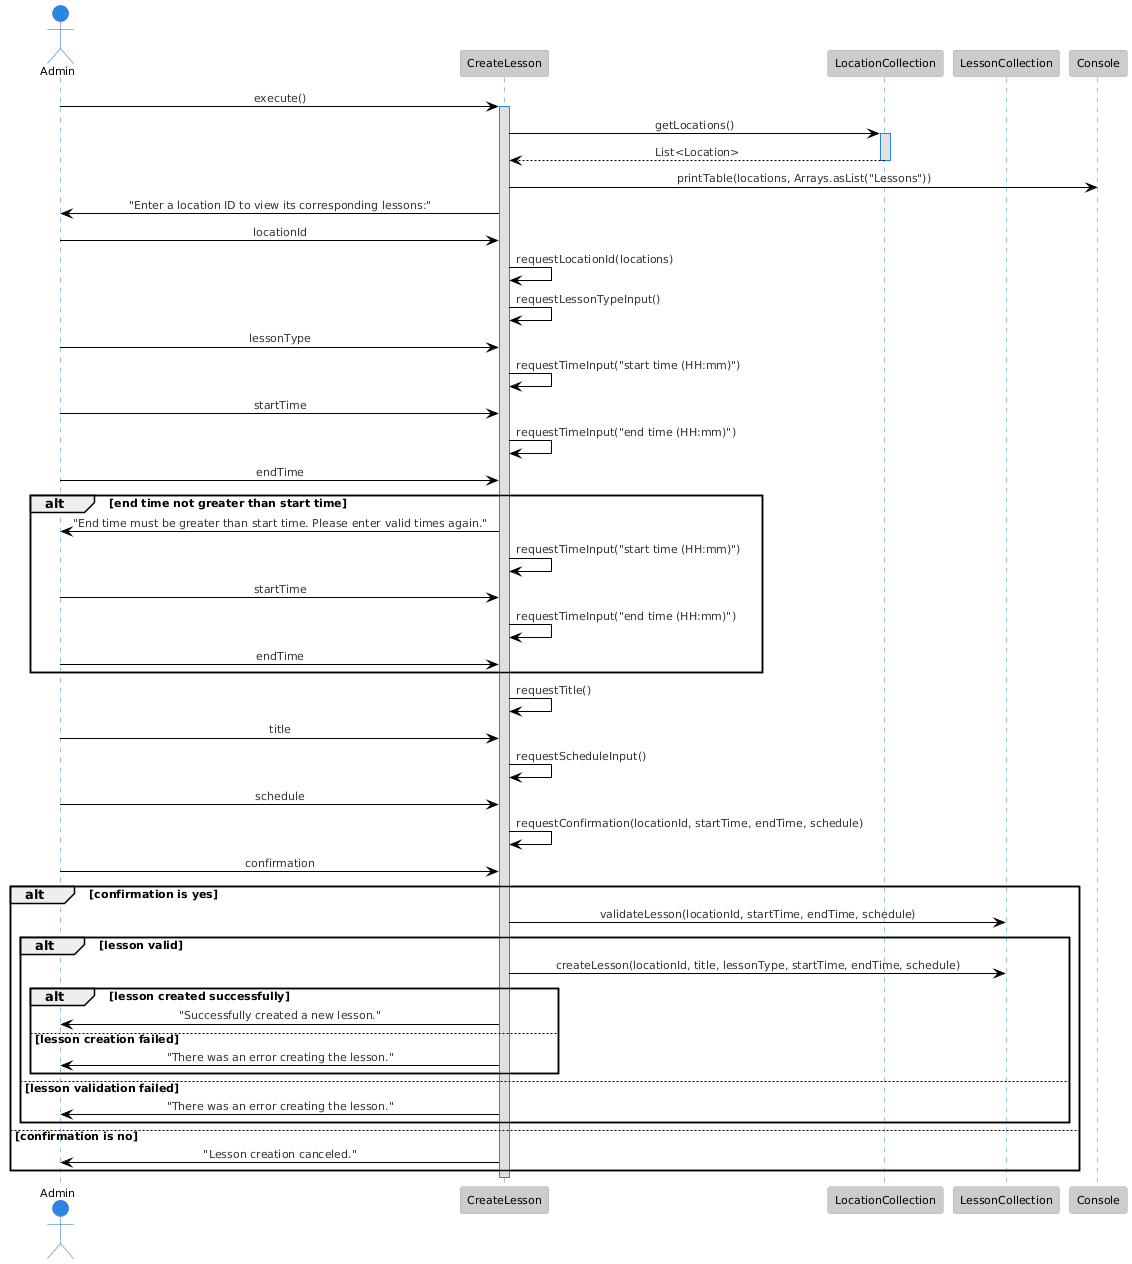 Admin
CreateLesson
LocationCollection
LessonCollection
Console
execute()
getLocations()
List<Location>
printTable(locations, Arrays.asList("Lessons"))
"Enter a location ID to view its corresponding lessons:"
locationId
requestLocationId(locations)
requestLessonTypeInput()
lessonType
requestTimeInput("start time (HH:mm)")
startTime
requestTimeInput("end time (HH:mm)")
endTime
alt [end time not greater than start time]
"End time must be greater than start time. Please enter valid times again."
requestTimeInput("start time (HH:mm)")
startTime
requestTimeInput("end time (HH:mm)")
endTime
requestTitle()
title
requestScheduleInput()
schedule
requestConfirmation(locationId, startTime, endTime, schedule)
confirmation
alt [confirmation is yes]
validateLesson(locationId, startTime, endTime, schedule)
alt [lesson valid]
createLesson(locationId, title, lessonType, startTime, endTime, schedule)
alt [lesson created successfully]
"Successfully created a new lesson."
[lesson creation failed]
"There was an error creating the lesson."
[lesson validation failed]
"There was an error creating the lesson."
[confirmation is no]
"Lesson creation canceled."
Admin
CreateLesson
LocationCollection
LessonCollection
Console